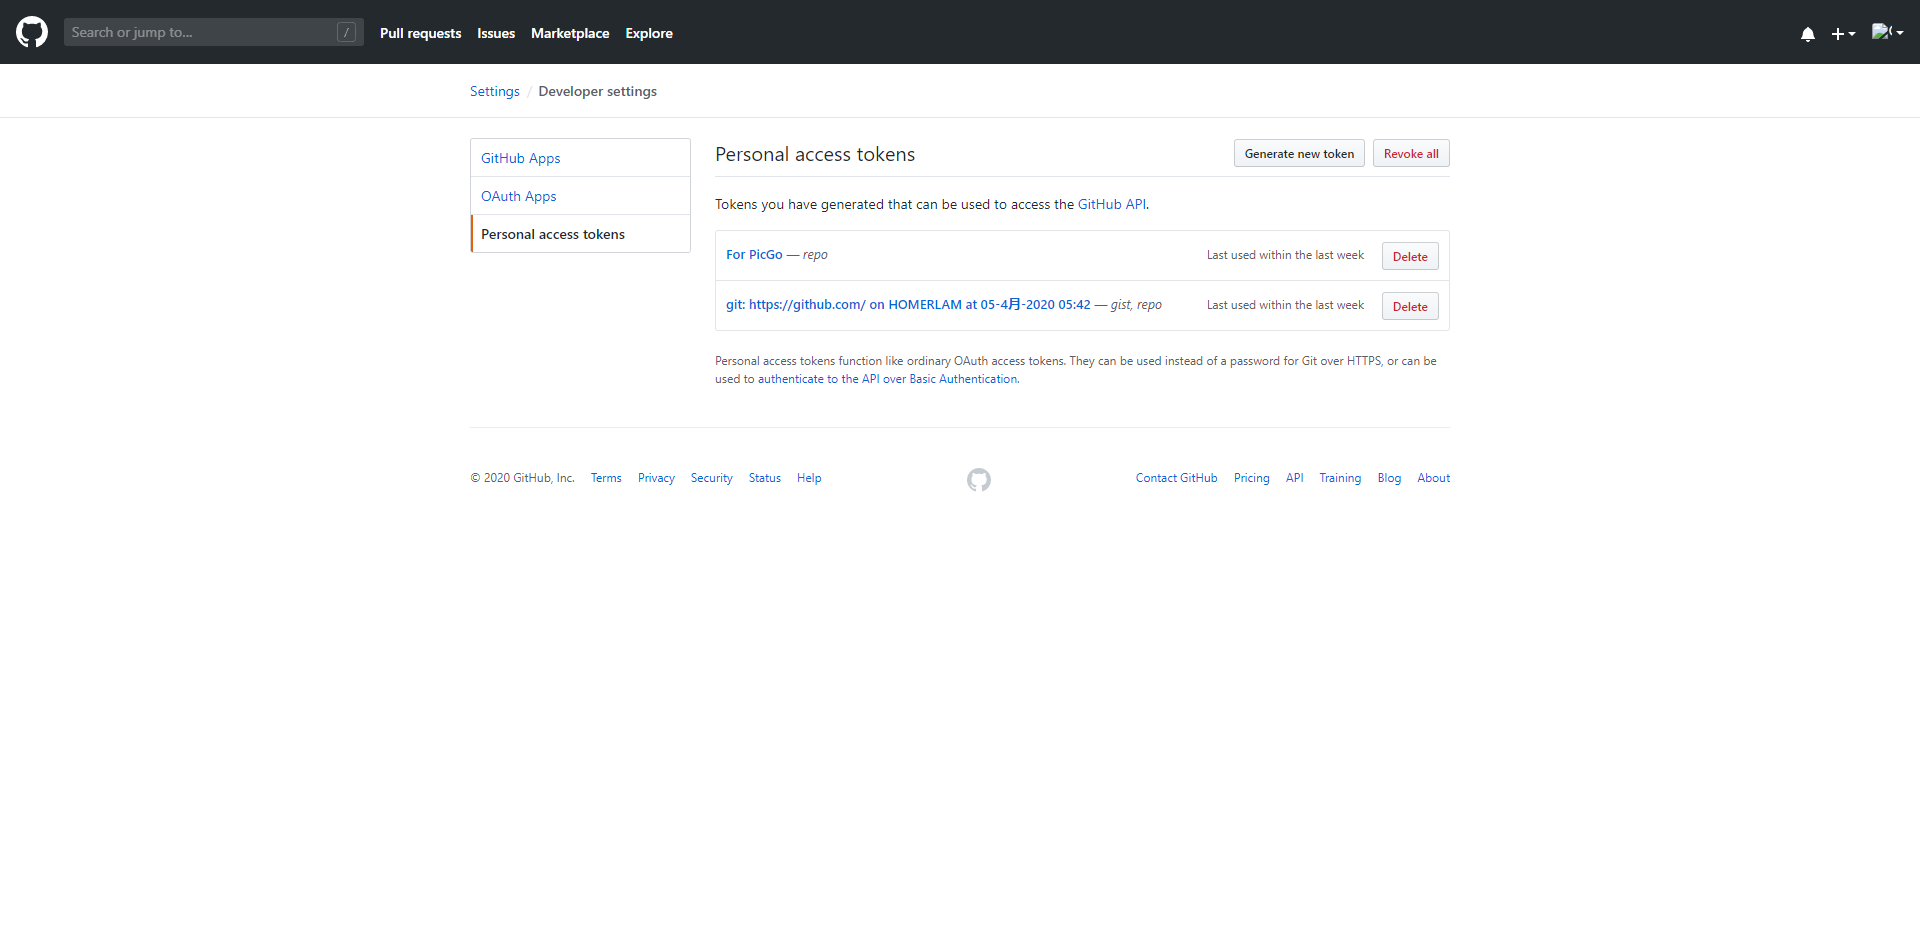 Search or jump to... /
Pull requests Issues Marketplace Explore
Settings / Developer settings
GitHub Apps
OAuth Apps
Personal access tokens
Personal access tokens
Generate new token Revoke all
Tokens you have generated that can be used to access the GitHub API.
For PicGo — repo Last used within the last week Delete
git: https://github.com/ on HOMERLAM at 05-4月-2020 05:42 — gist, repo Last used within the last week Delete
Personal access tokens function like ordinary OAuth access tokens. They can be used instead of a password for Git over HTTPS, or can be
used to authenticate to the API over Basic Authentication.
© 2020 GitHub, Inc. Terms Privacy Security Status Help
Contact GitHub Pricing API Training Blog About